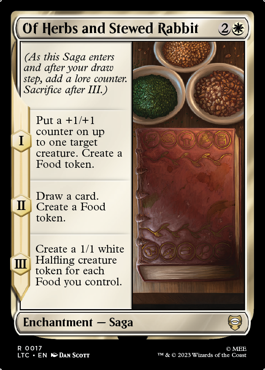 Of Herbs and Stewed Rabbit 2
(As this Saga enters
and after your draw
step, add a lore counter.
Sacrifice after III.)
I
Put a +1/+1
counter on up
to one target
creature. Create a
Food token.
II
Draw a card.
Create a Food
token.
III
Create a 1/1 white
Halfling creature
token for each
Food you control.
Enchantment — Saga
R 0017
LTC • EN Dan Scott
© MEE
™ & © 2023 Wizards of the Coast